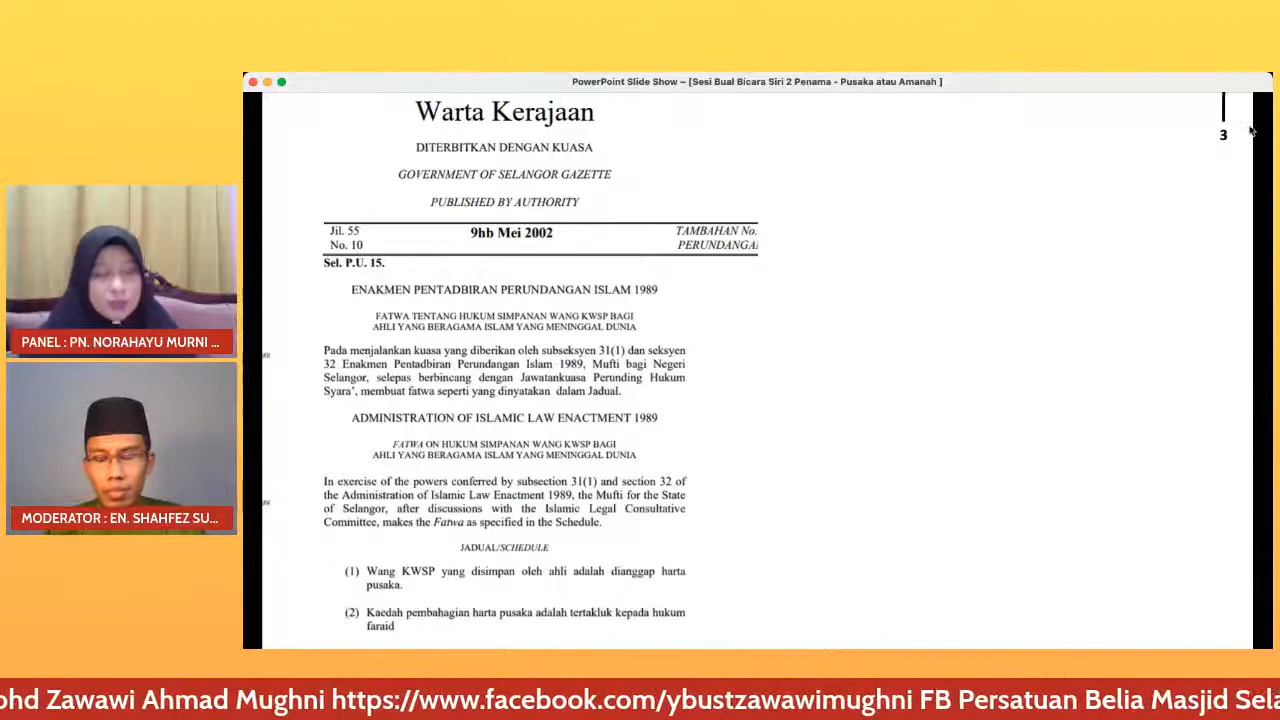 PowerPoint Slide Show – [Sesi Bual Bicara Siri 2 Penama - Pusaka atau Amanah ]
Warta Kerajaan
3
DITERBITKAN DENGAN KUASA
GOVERNMENT OF SELANGOR GAZETTE
PUBLISHED BY AUTHORITY
Jil. 55 9hb Mei 2002 TAMBAHAN No.
No. 10 PERUNDANGA
Sel. P.U. 15.
ENAKMEN PENTADBIRAN PERUNDANGAN ISLAM 1989
FATWA TENTANG HUKUM SIMPANAN WANG KWSP BAGI
AHLI YANG BERAGAMA ISLAM YANG MENINGGAL DUNIA
Pada menjalankan kuasa yang diberikan oleh subseksyen 31(1) dan seksyen
32 Enakmen Pentadbiran Perundangan Islam 1989, Mufti bagi Negeri
Selangor, selepas berbincang dengan Jawatankuasa Perunding Hukum
Syara', membuat fatwa seperti yang dinyatakan dalam Jadual.
ADMINISTRATION OF ISLAMIC LAW ENACTMENT 1989
FATWA ON HUKUM SIMPANAN WANG KWSP BAGI
AHLI YANG BERAGAMA ISLAM YANG MENINGGAL DUNIA
In exercise of the powers conferred by subsection 31(1) and section 32 of
the Administration of Islamic Law Enactment 1989, the Mufti for the State
of Selangor, after discussions with the Islamic Legal Consultative
Committee, makes the Fatwa as specified in the Schedule.
JADUAL/SCHEDULE
(1) Wang KWSP yang disimpan oleh ahli adalah dianggap harta
pusaka.
(2) Kaedah pembahagian harta pusaka adalah tertakluk kepada hukum
faraid
PANEL : PN. NORAHAYU MURNI ...
MODERATOR : EN. SHAHFEZ SU...
ohd Zawawi Ahmad Mughni https://www.facebook.com/ybustzawawimughni FB Persatuan Belia Masjid Sela